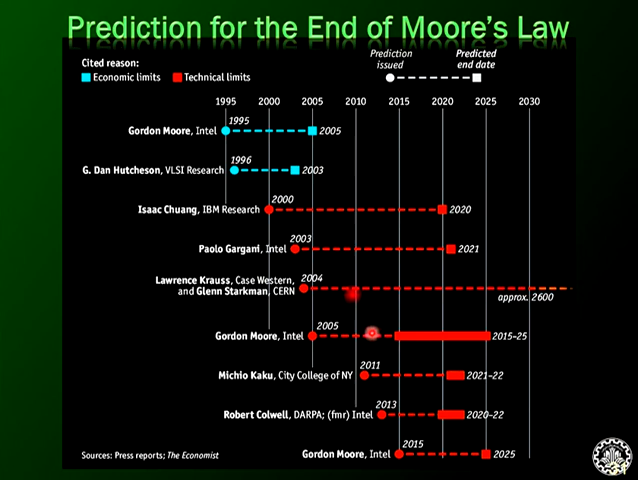 Prediction for the End of Moore's Law
Cited reason:
Economic limits Technical limits
Prediction
issued
Predicted
end date
1995 2000 2005 2010 2015 2020 2025 2030
1995
Gordon Moore, Intel 2005
1996
G. Dan Hutcheson, VLSI Research 2003
2000
Isaac Chuang, IBM Research 2020
2003
Paolo Gargani, Intel 2021
Lawrence Krauss, Case Western, 2004
and Glenn Starkman, CERN
approx. 2600
2005
Gordon Moore, Intel 2015–25
2011
Michio Kaku, City College of NY 2021–22
2013
Robert Colwell, DARPA; (fmr) Intel 2020–22
2015
Gordon Moore, Intel 2025
Sources: Press reports; The Economist